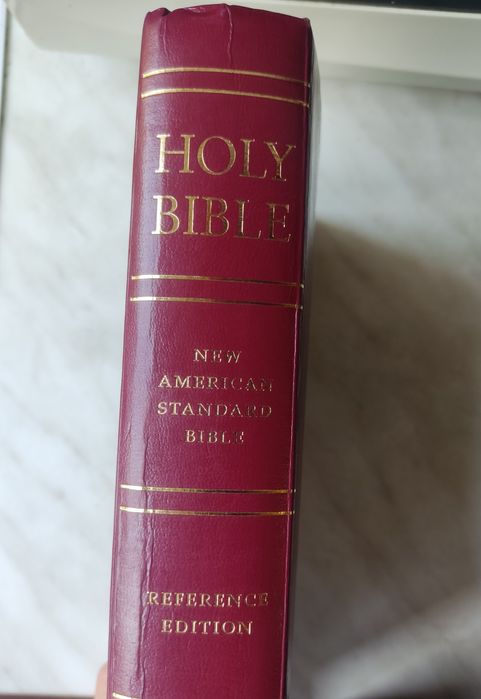 HOLY
BIBLE
NEW
AMERICAN
STANDARD
BIBLE
REFERENCE
EDITION